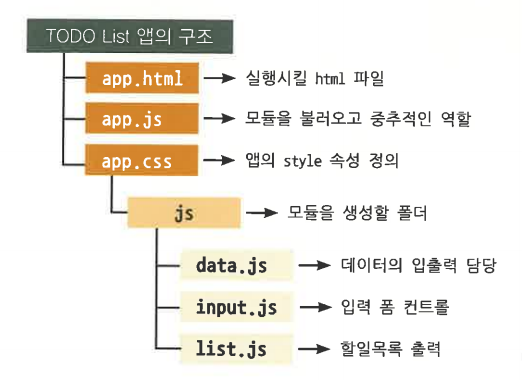 TODO List 앱의 구조
app.html → 실행시킬 html 파일
app.js → 모듈을 불러오고 중추적인 역할
app.css → 앱의 style 속성 정의
js → 모듈을 생성할 폴더
data.js → 데이터의 입출력 담당
input.js → 입력 폼 컨트롤
list.js → 할일목록 출력